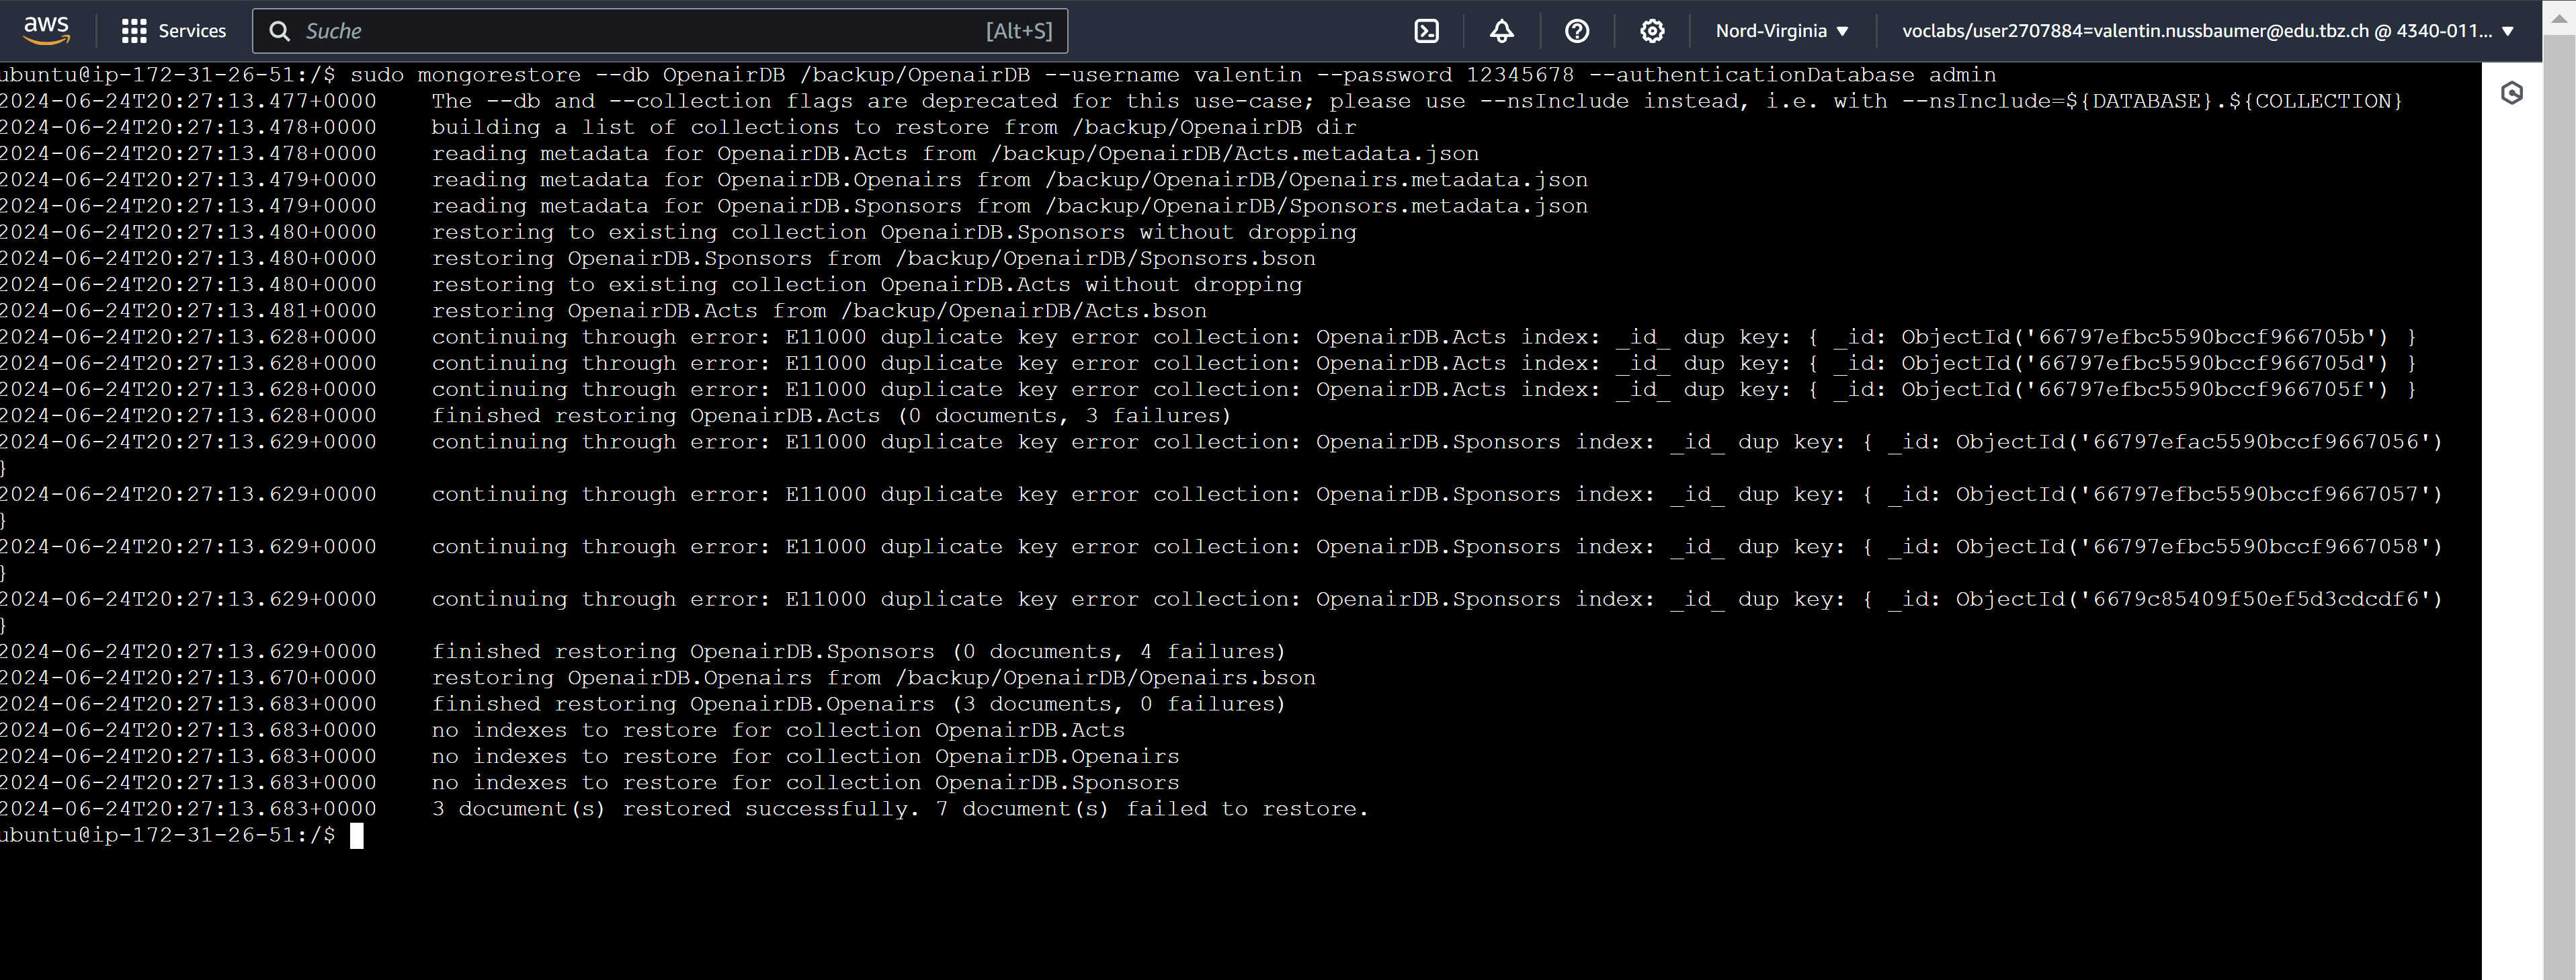 aws Services Suche [Alt+S] Nord-Virginia ▼ voclabs/user2707884=valentin.nussbaumer@edu.tbz.ch @ 4340-011... ▼
ubuntu@ip-172-31-26-51:/$ sudo mongorestore --db OpenairDB /backup/OpenairDB --username valentin --password 12345678 --authenticationDatabase admin
2024-06-24T20:27:13.477+0000 The --db and --collection flags are deprecated for this use-case; please use --nsInclude instead, i.e. with --nsInclude=${DATABASE}.${COLLECTION}
2024-06-24T20:27:13.478+0000 building a list of collections to restore from /backup/OpenairDB dir
2024-06-24T20:27:13.478+0000 reading metadata for OpenairDB.Acts from /backup/OpenairDB/Acts.metadata.json
2024-06-24T20:27:13.479+0000 reading metadata for OpenairDB.Openairs from /backup/OpenairDB/Openairs.metadata.json
2024-06-24T20:27:13.479+0000 reading metadata for OpenairDB.Sponsors from /backup/OpenairDB/Sponsors.metadata.json
2024-06-24T20:27:13.480+0000 restoring to existing collection OpenairDB.Sponsors without dropping
2024-06-24T20:27:13.480+0000 restoring OpenairDB.Sponsors from /backup/OpenairDB/Sponsors.bson
2024-06-24T20:27:13.480+0000 restoring to existing collection OpenairDB.Acts without dropping
2024-06-24T20:27:13.481+0000 restoring OpenairDB.Acts from /backup/OpenairDB/Acts.bson
2024-06-24T20:27:13.628+0000 continuing through error: E11000 duplicate key error collection: OpenairDB.Acts index: _id_ dup key: { _id: ObjectId('66797efbc5590bccf966705b') }
2024-06-24T20:27:13.628+0000 continuing through error: E11000 duplicate key error collection: OpenairDB.Acts index: _id_ dup key: { _id: ObjectId('66797efbc5590bccf966705d') }
2024-06-24T20:27:13.628+0000 continuing through error: E11000 duplicate key error collection: OpenairDB.Acts index: _id_ dup key: { _id: ObjectId('66797efbc5590bccf966705f') }
2024-06-24T20:27:13.628+0000 finished restoring OpenairDB.Acts (0 documents, 3 failures)
2024-06-24T20:27:13.629+0000 continuing through error: E11000 duplicate key error collection: OpenairDB.Sponsors index: _id_ dup key: { _id: ObjectId('66797efac5590bccf9667056')
}
2024-06-24T20:27:13.629+0000 continuing through error: E11000 duplicate key error collection: OpenairDB.Sponsors index: _id_ dup key: { _id: ObjectId('66797efbc5590bccf9667057')
}
2024-06-24T20:27:13.629+0000 continuing through error: E11000 duplicate key error collection: OpenairDB.Sponsors index: _id_ dup key: { _id: ObjectId('66797efbc5590bccf9667058')
}
2024-06-24T20:27:13.629+0000 continuing through error: E11000 duplicate key error collection: OpenairDB.Sponsors index: _id_ dup key: { _id: ObjectId('6679c85409f50ef5d3cdcdf6')
}
2024-06-24T20:27:13.629+0000 finished restoring OpenairDB.Sponsors (0 documents, 4 failures)
2024-06-24T20:27:13.670+0000 restoring OpenairDB.Openairs from /backup/OpenairDB/Openairs.bson
2024-06-24T20:27:13.683+0000 finished restoring OpenairDB.Openairs (3 documents, 0 failures)
2024-06-24T20:27:13.683+0000 no indexes to restore for collection OpenairDB.Acts
2024-06-24T20:27:13.683+0000 no indexes to restore for collection OpenairDB.Openairs
2024-06-24T20:27:13.683+0000 no indexes to restore for collection OpenairDB.Sponsors
2024-06-24T20:27:13.683+0000 3 document(s) restored successfully. 7 document(s) failed to restore.
ubuntu@ip-172-31-26-51:/$